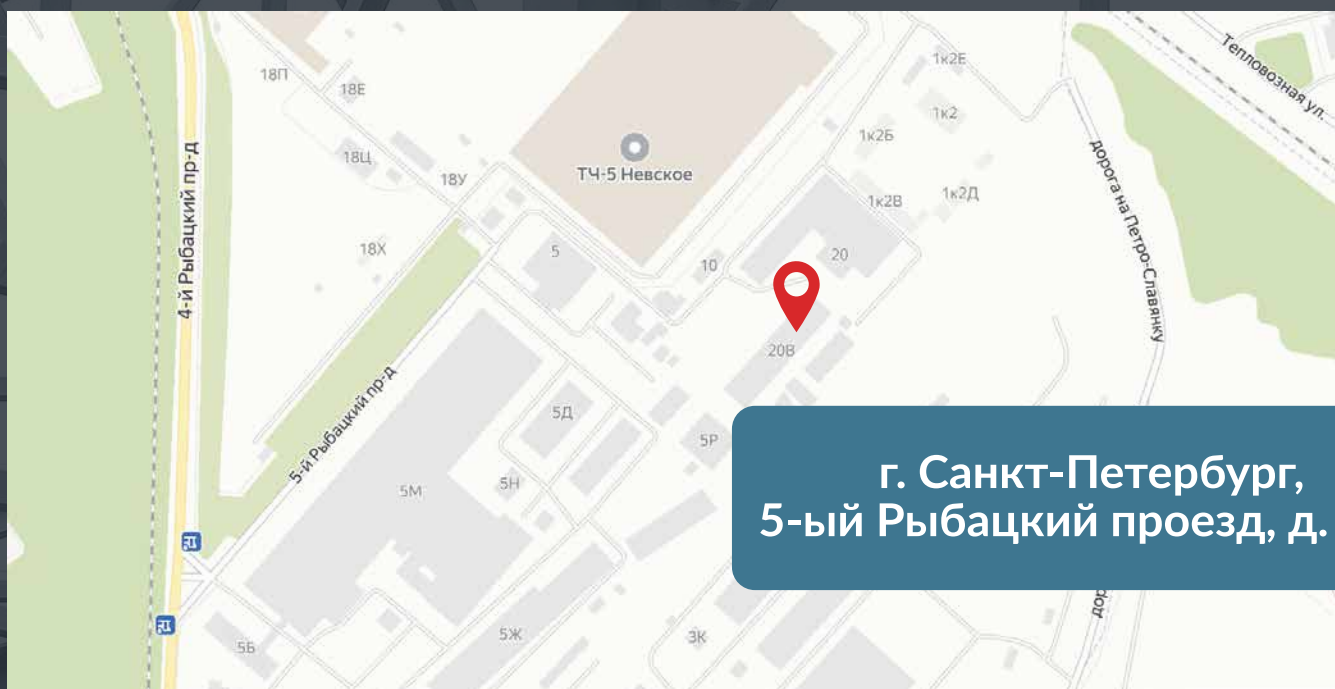 18П
18Е
1к2Е
Тепловозная ул.
1к2
4-й Рыбацкий пр-д
18Ц
ТЧ-5 Невское
1к2Б
18У
дорога на Петро-Славянку
1к2В
1к2Д
18Х
5
10
20
20В
5-й Рыбацкий пр-д
5Д
5Р
г. Санкт-Петербург,
5-ый Рыбацкий проезд, д.
5М
5Н
5Б
5Ж
3К
дор